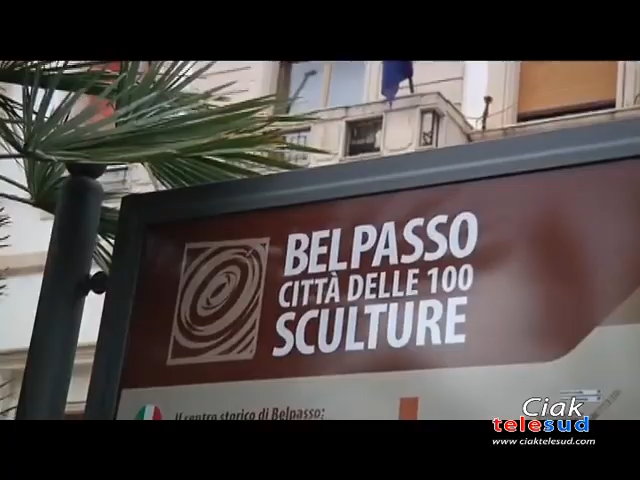 BELPASSO
CITTÀ DELLE 100
SCULTURE
Il centro storico di Belpasso:
Ciak
telesud
www.ciaktelesud.com